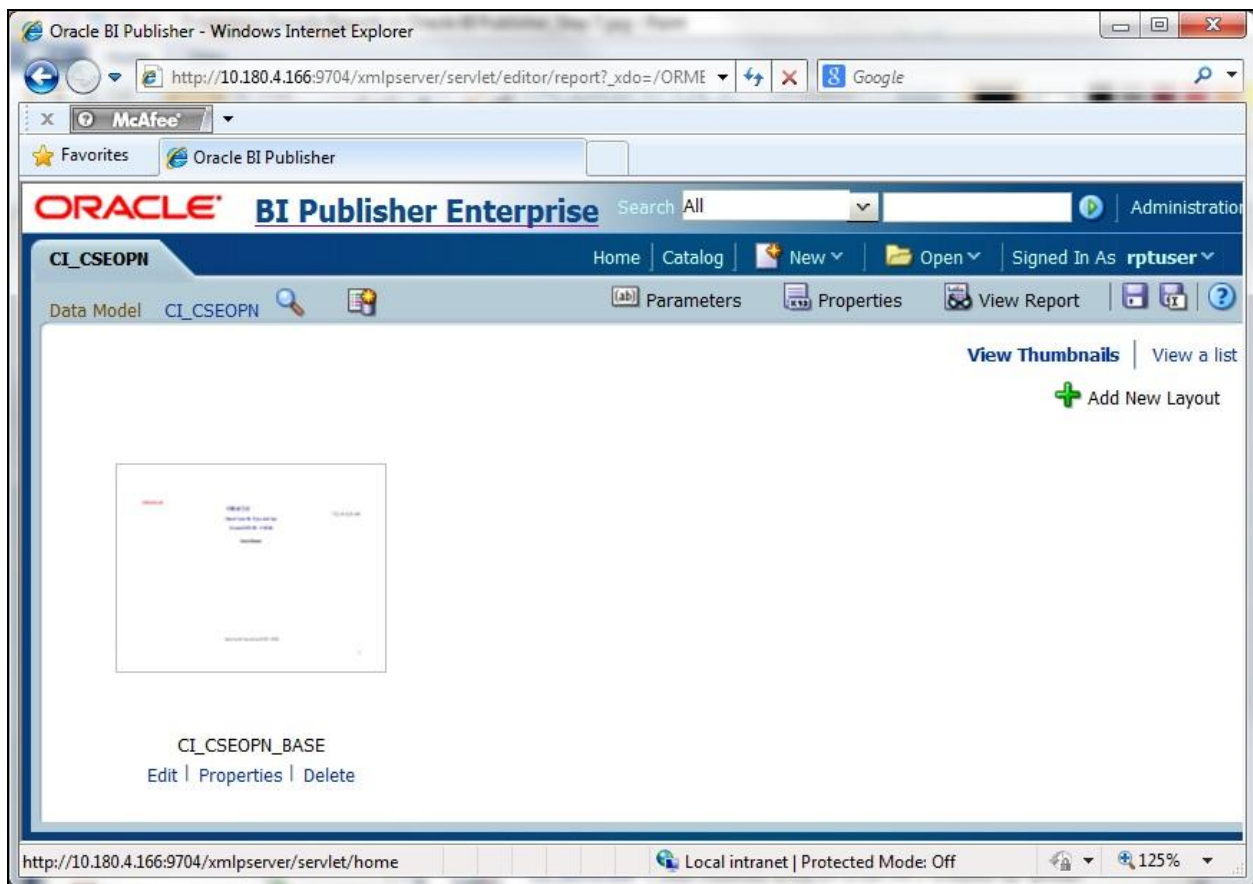 Oracle BI Publisher - Windows Internet Explorer
http://10.180.4.166:9704/xmlpserver/servlet/editor/report?_xdo=/ORME
Google
X McAfee
Favorites Oracle BI Publisher
ORACLE BI Publisher Enterprise Search All Administration
CI_CSEOPN Home Catalog New Open Signed In As rptuser
Data Model CI_CSEOPN Parameters Properties View Report
View Thumbnails View a list
Add New Layout
CI_CSEOPN_BASE
Edit Properties Delete
http://10.180.4.166:9704/xmlpserver/servlet/home Local intranet | Protected Mode: Off 125%